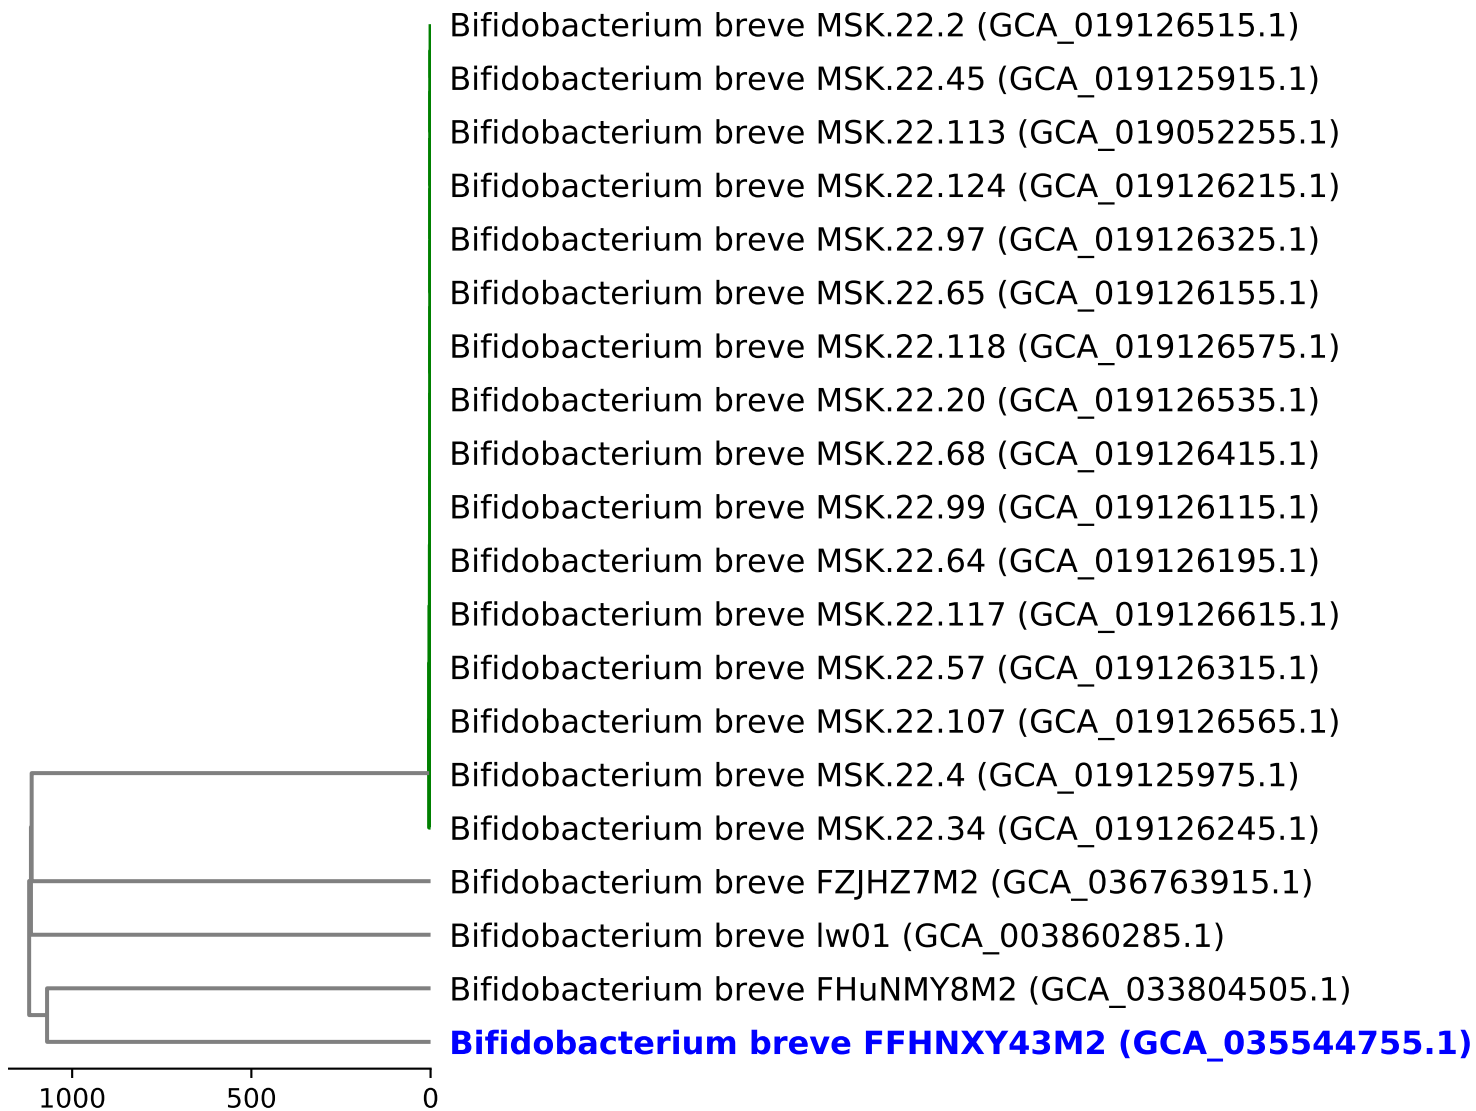 Bifidobacterium breve MSK.22.2 (GCA_019126515.1)
Bifidobacterium breve MSK.22.45 (GCA_019125915.1)
Bifidobacterium breve MSK.22.113 (GCA_019052255.1)
Bifidobacterium breve MSK.22.124 (GCA_019126215.1)
Bifidobacterium breve MSK.22.97 (GCA_019126325.1)
Bifidobacterium breve MSK.22.65 (GCA_019126155.1)
Bifidobacterium breve MSK.22.118 (GCA_019126575.1)
Bifidobacterium breve MSK.22.20 (GCA_019126535.1)
Bifidobacterium breve MSK.22.68 (GCA_019126415.1)
Bifidobacterium breve MSK.22.99 (GCA_019126115.1)
Bifidobacterium breve MSK.22.64 (GCA_019126195.1)
Bifidobacterium breve MSK.22.117 (GCA_019126615.1)
Bifidobacterium breve MSK.22.57 (GCA_019126315.1)
Bifidobacterium breve MSK.22.107 (GCA_019126565.1)
Bifidobacterium breve MSK.22.4 (GCA_019125975.1)
Bifidobacterium breve MSK.22.34 (GCA_019126245.1)
Bifidobacterium breve FZJHZ7M2 (GCA_036763915.1)
Bifidobacterium breve lw01 (GCA_003860285.1)
Bifidobacterium breve FHuNMY8M2 (GCA_033804505.1)
Bifidobacterium breve FFHNXY43M2 (GCA_035544755.1)
1000 500 0